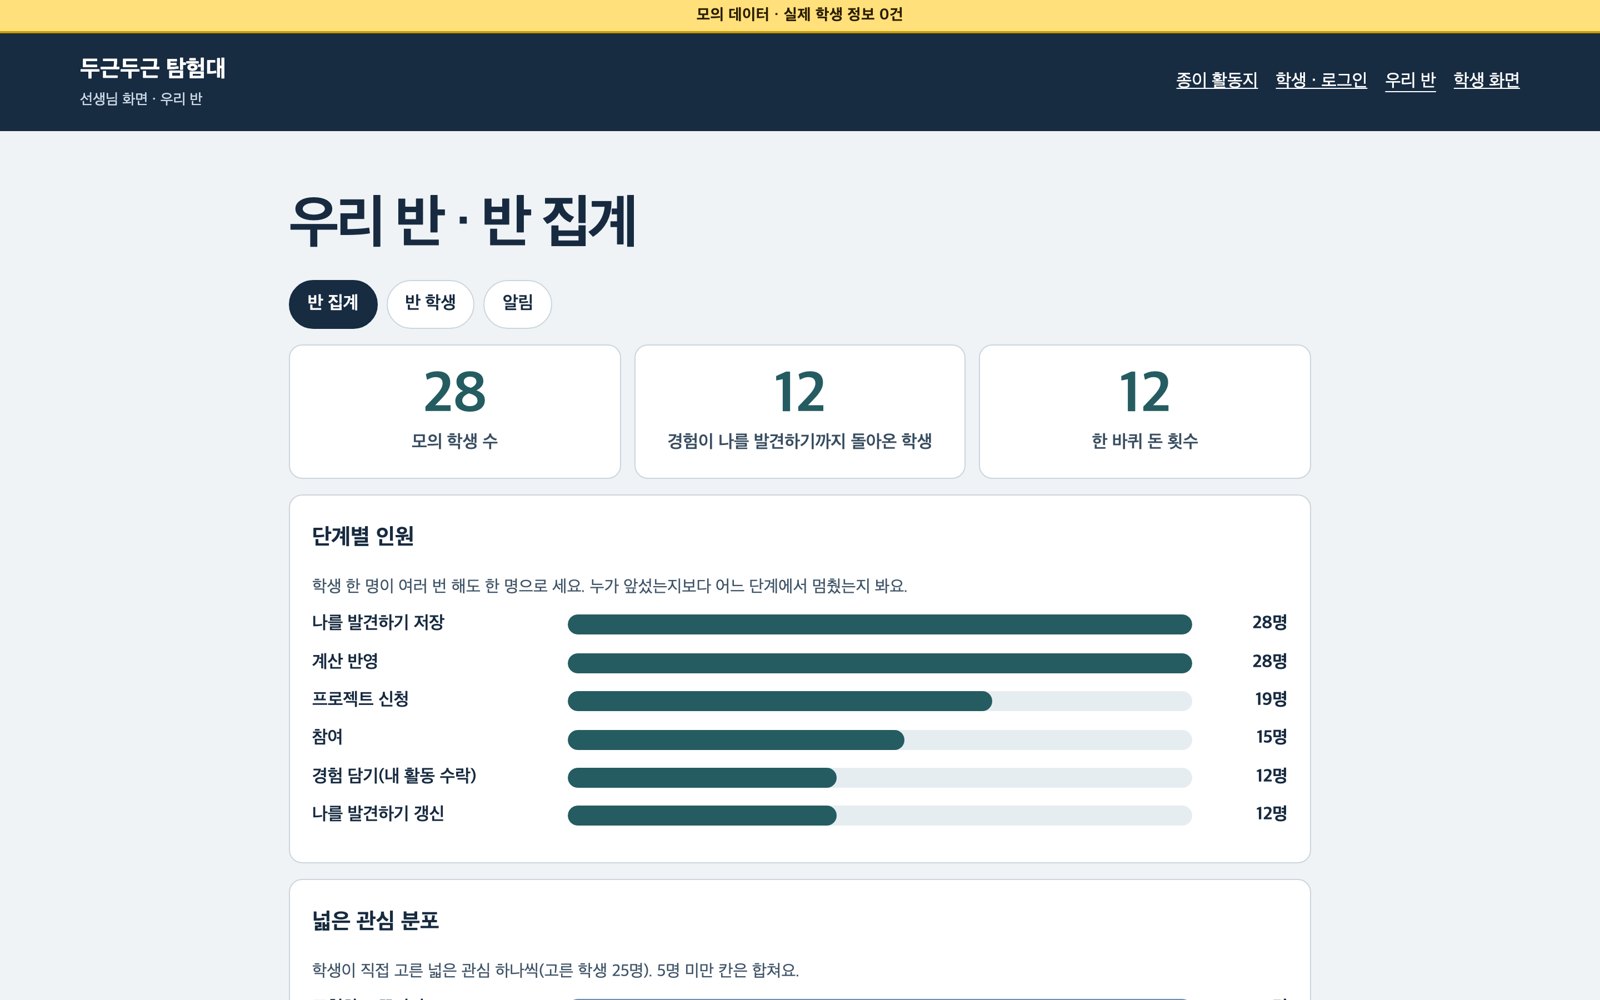 모의 데이터 · 실제 학생 정보 0건
두근두근 탐험대
선생님 화면 · 우리 반
종이 활동지 학생 · 로그인 우리 반 학생 화면
우리 반 · 반 집계
반 집계 반 학생 알림
28 12 12
모의 학생 수 경험이 나를 발견하기까지 돌아온 학생 한 바퀴 돈 횟수
단계별 인원
학생 한 명이 여러 번 해도 한 명으로 세요. 누가 앞섰는지보다 어느 단계에서 멈췄는지 봐요.
나를 발견하기 저장 28명
계산 반영 28명
프로젝트 신청 19명
참여 15명
경험 담기(내 활동 수락) 12명
나를 발견하기 갱신 12명
넓은 관심 분포
학생이 직접 고른 넓은 관심 하나씩(고른 학생 25명). 5명 미만 칸은 합쳐요.